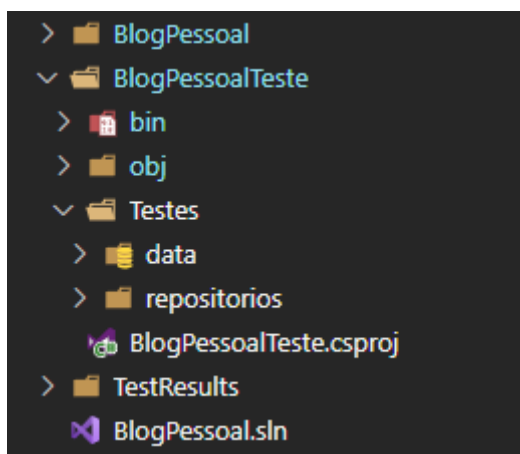 BlogPessoal
BlogPessoalTeste
bin
obj
Testes
data
repositorios
BlogPessoalTeste.csproj
TestResults
BlogPessoal.sln